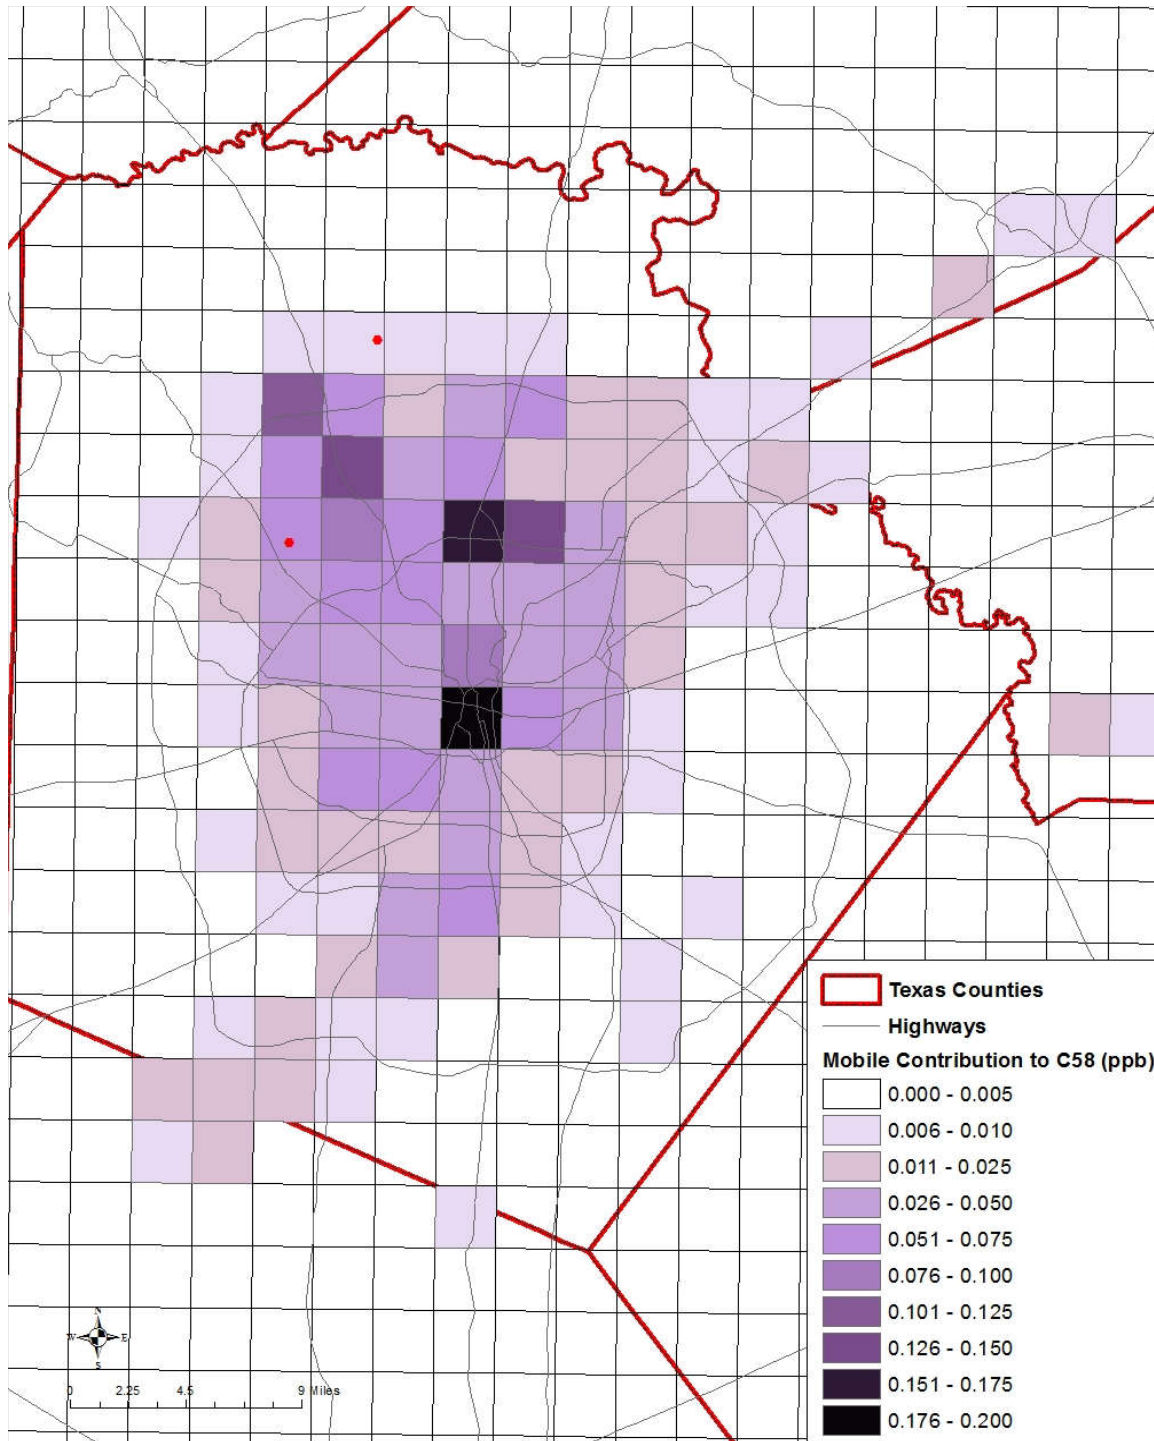 Texas Counties
Highways
Mobile Contribution to C58 (ppb)
0.000 - 0.005
0.006 - 0.010
0.011 - 0.025
0.026 - 0.050
0.051 - 0.075
0.076 - 0.100
0.101 - 0.125
0.126 - 0.150
0.151 - 0.175
0.176 - 0.200
N
W E
S
0 2.25 4.5 9 Miles